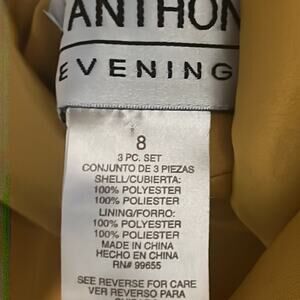 ANTHON
EVENING
8
3 PC. SET
CONJUNTO DE 3 PIEZAS
SHELL/CUBIERTA:
100% POLYESTER
100% POLIESTER
LINING/FORRO:
100% POLYESTER
100% POLIESTER
MADE IN CHINA
HECHO EN CHINA
RN# 99655
SEE REVERSE FOR CARE
VER REVERSO PARA